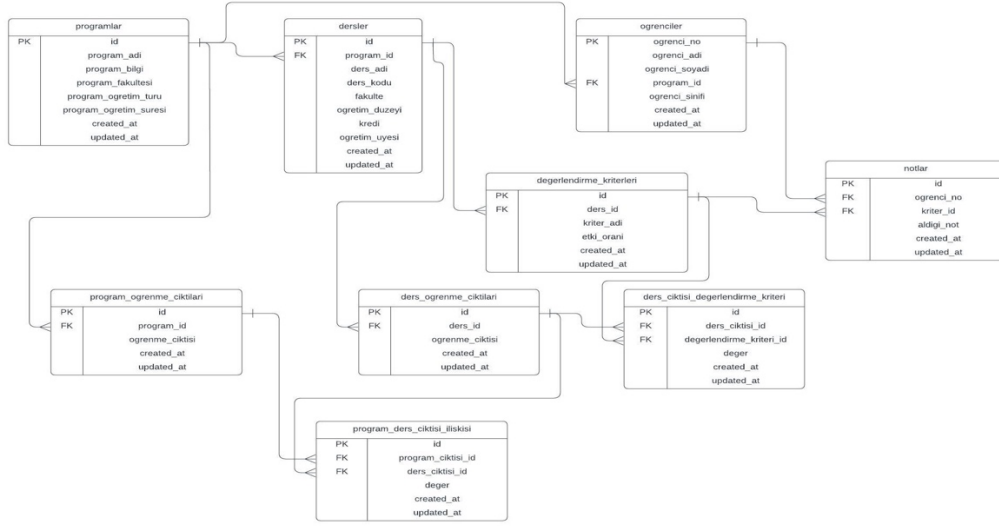 programlar
PK id
program_adi
program_bilgi
program_fakultesi
program_ogretim_turu
program_ogretim_suresi
created_at
updated_at
dersler
PK id
FK program_id
ders_adi
ders_kodu
fakulte
ogretim_duzeyi
kredi
ogretim_uyesi
created_at
updated_at
ogrenciler
PK ogrenci_no
ogrenci_adi
ogrenci_soyadi
FK program_id
ogrenci_sinifi
created_at
updated_at
degerlendirme_kriterleri
PK id
FK ders_id
kriter_adi
etki_orani
created_at
updated_at
notlar
PK id
FK ogrenci_no
FK kriter_id
aldigi_not
created_at
updated_at
program_ogrenme_ciktilari
PK id
FK program_id
ogrenme_ciktisi
created_at
updated_at
ders_ogrenme_ciktilari
PK id
FK ders_id
ogrenme_ciktisi
created_at
updated_at
ders_ciktisi_degerlendirme_kriteri
PK id
FK ders_ciktisi_id
FK degerlendirme_kriteri_id
deger
created_at
updated_at
program_ders_ciktisi_iliskisi
PK id
FK program_ciktisi_id
FK ders_ciktisi_id
deger
created_at
updated_at